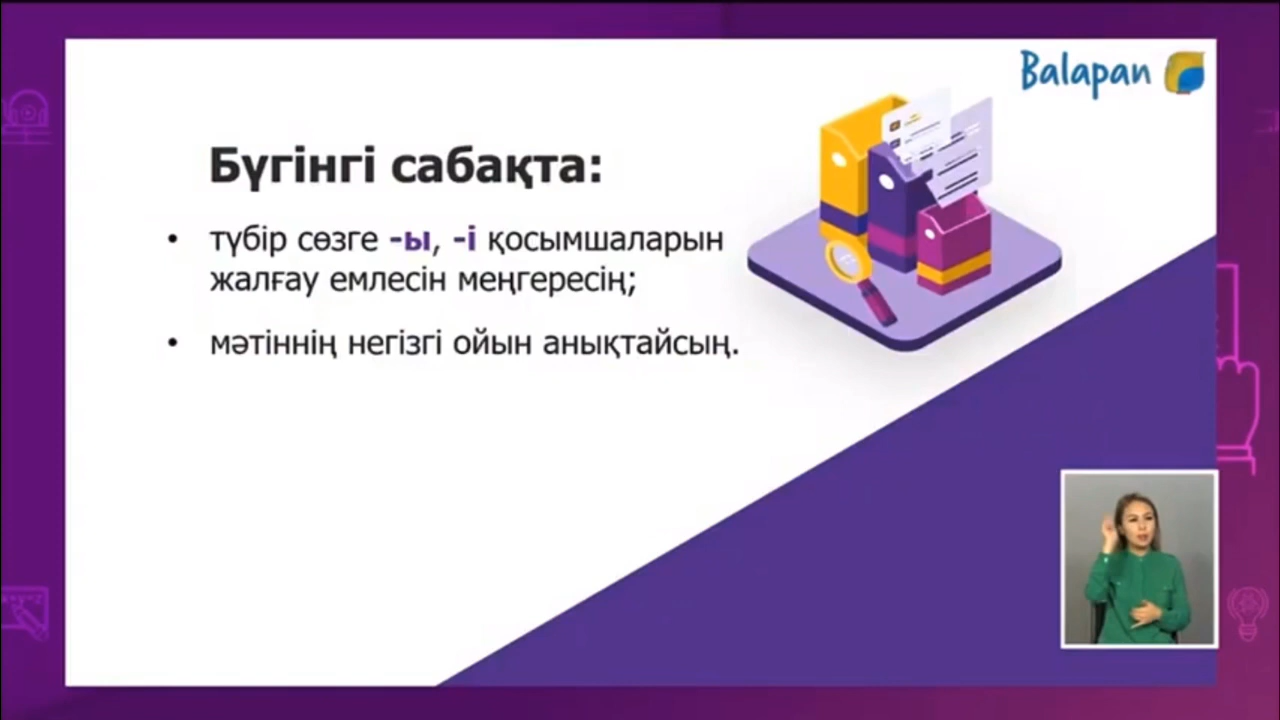 Balapan
Бүгінгі сабақта:
• түбір сөзге -ы, -і қосымшаларын
жалғау емлесін меңгересің;
• мәтіннің негізгі ойын анықтайсың.